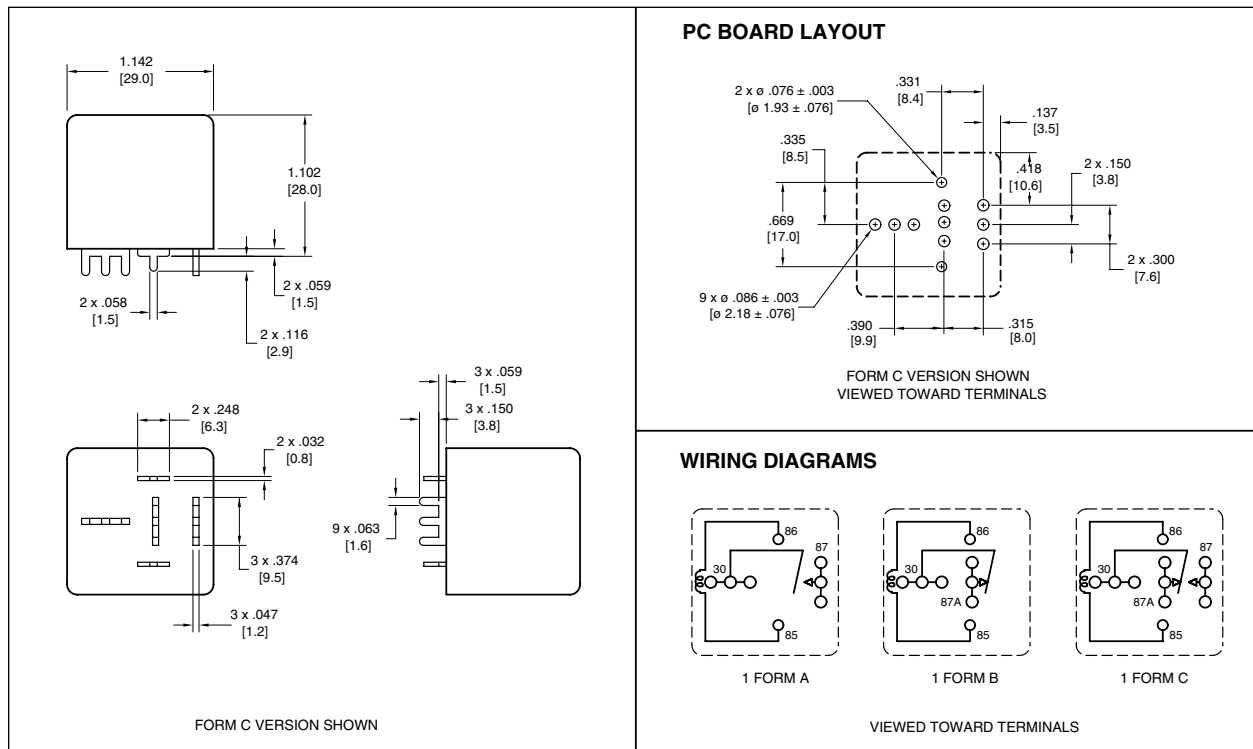 1.142
[29.0]
1.102
[28.0]
2 x .059
[1.5]
2 x .058
[1.5]
2 x .116
[2.9]
3 x .059
[1.5]
3 x .150
[3.8]
2 x .248
[6.3]
2 x .032
[0.8]
9 x .063
[1.6]
3 x .374
[9.5]
3 x .047
[1.2]
FORM C VERSION SHOWN
PC BOARD LAYOUT
2 x ø .076 ± .003
[ø 1.93 ± .076]
.331
[8.4]
.137
[3.5]
.335
[8.5]
.418
[10.6]
2 x .150
[3.8]
.669
[17.0]
2 x .300
[7.6]
9 x ø .086 ± .003
[ø 2.18 ± .076]
.390
[9.9]
.315
[8.0]
FORM C VERSION SHOWN
VIEWED TOWARD TERMINALS
WIRING DIAGRAMS
86
87
30
85
1 FORM A
86
30
87A
85
1 FORM B
86
87
30
87A
85
1 FORM C
VIEWED TOWARD TERMINALS